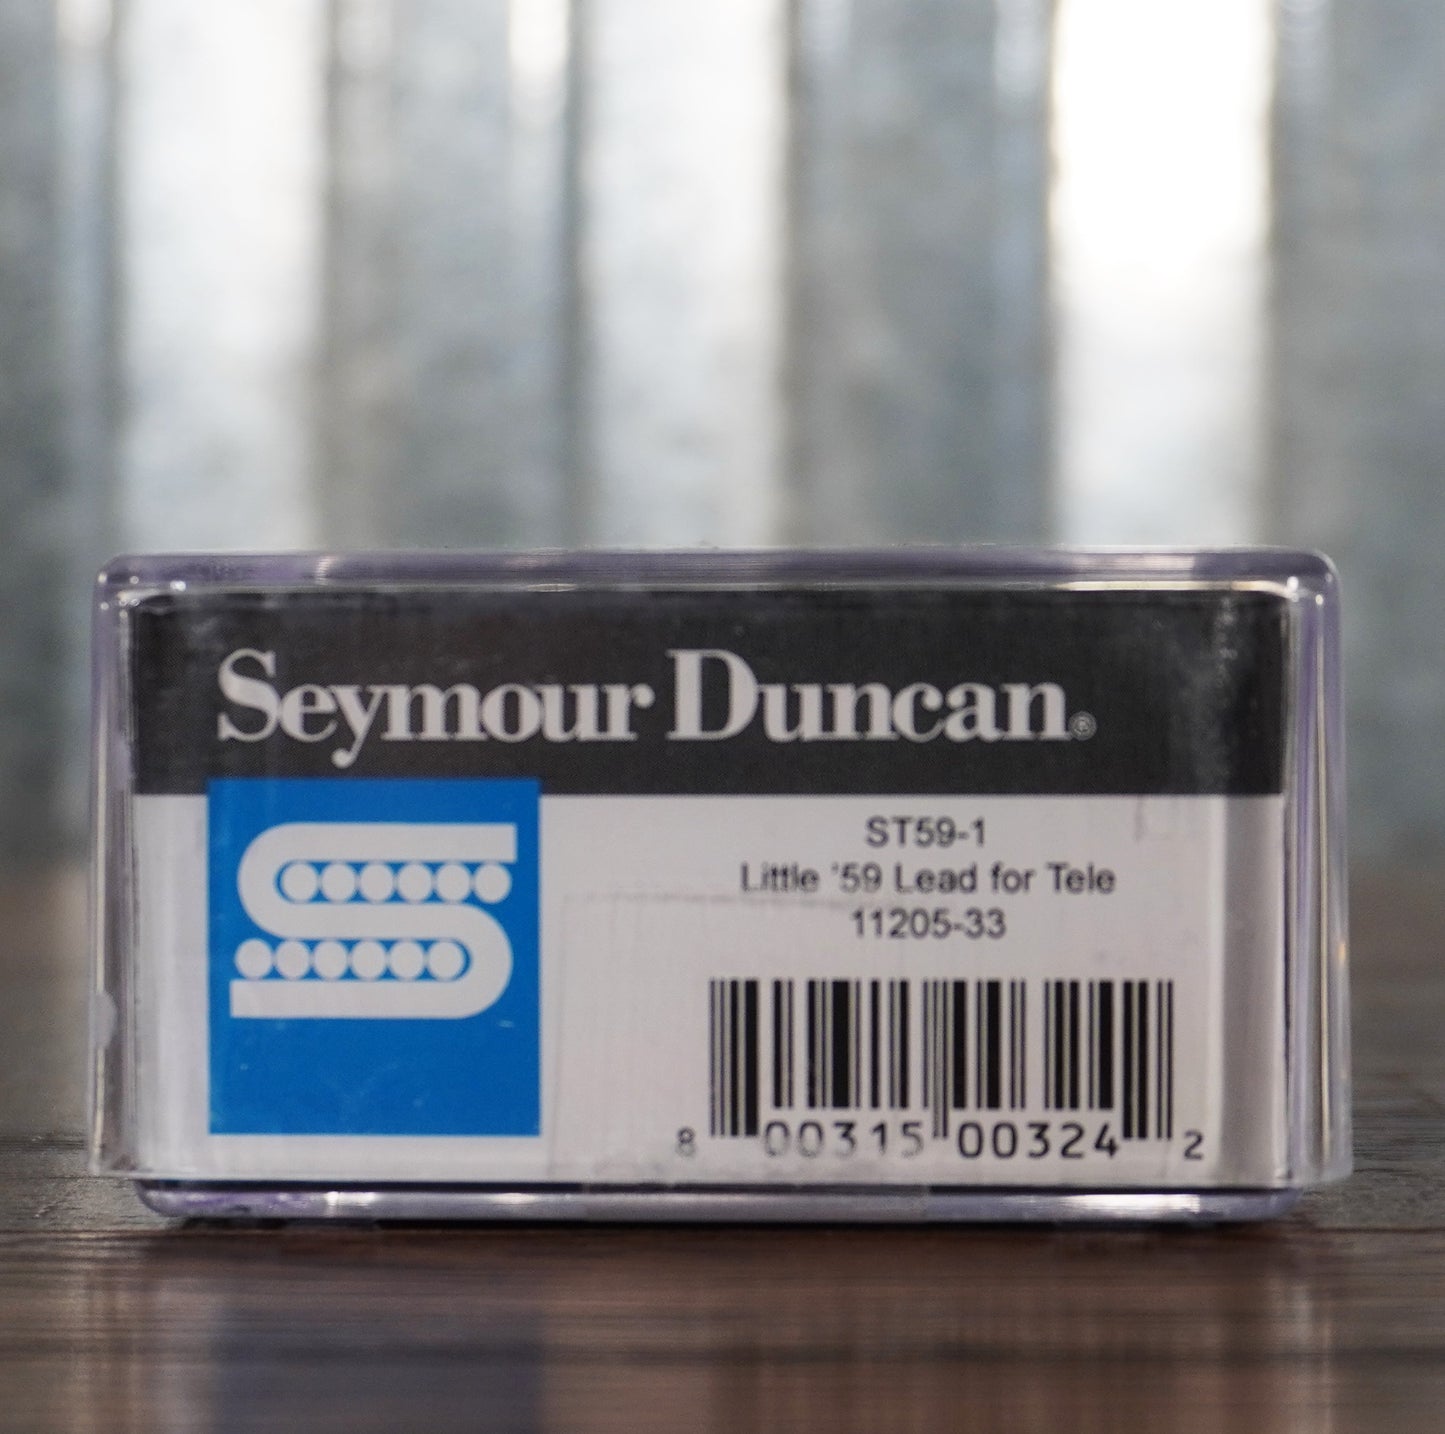 Seymour Duncan®
ST59-1
Little '59 Lead for Tele
11205-33
8 00315 00324 2